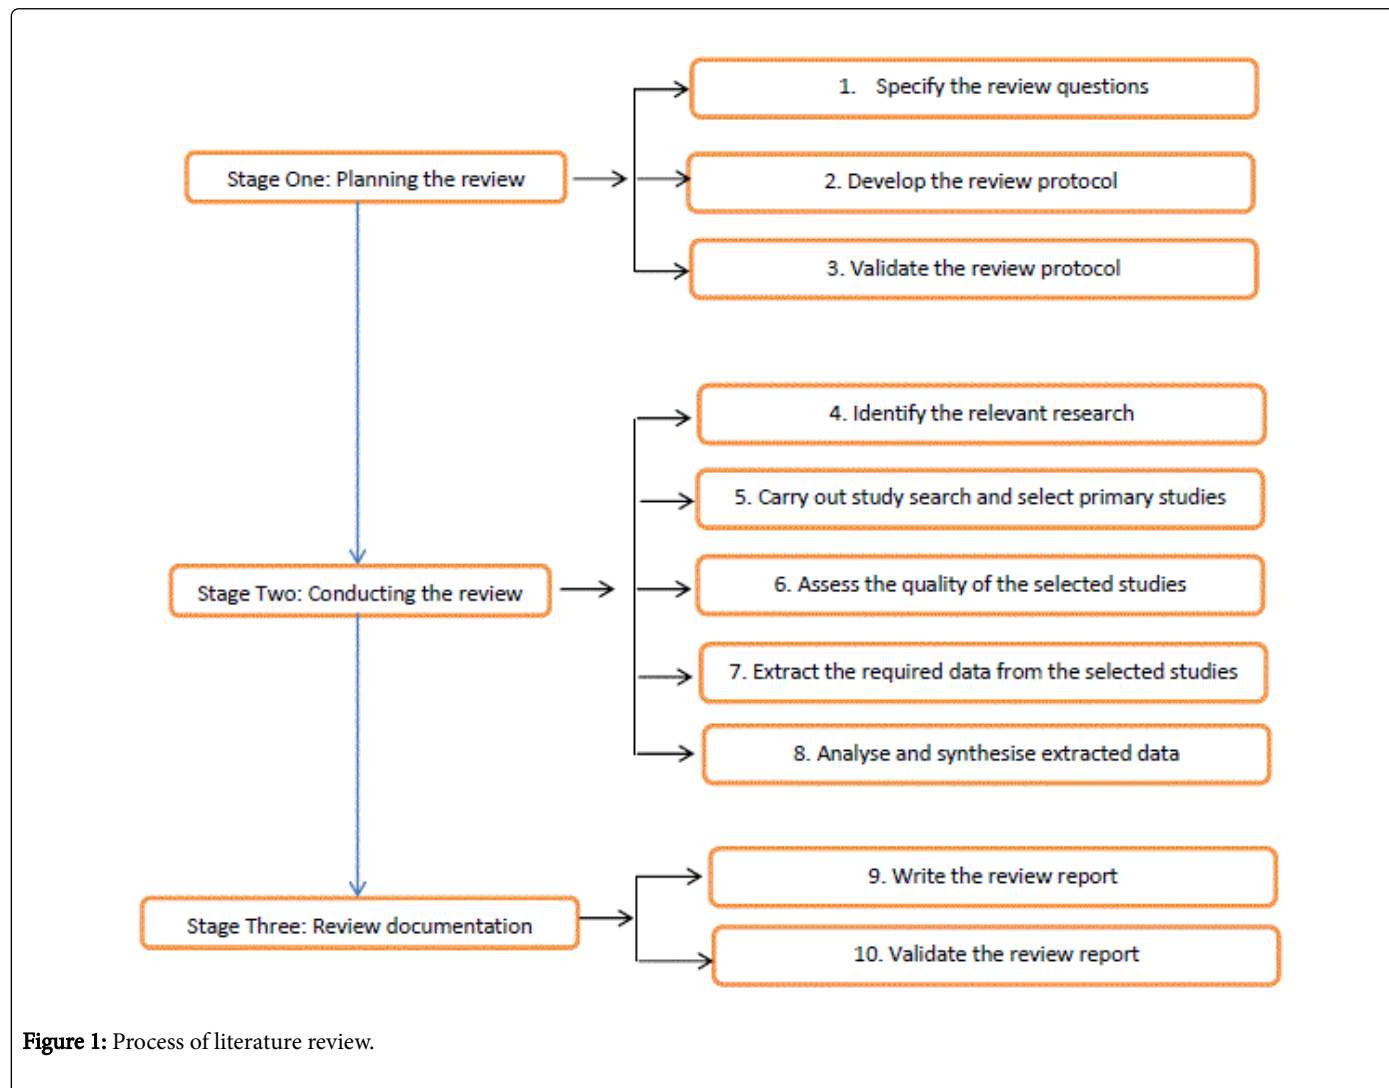 Stage One: Planning the review
1. Specify the review questions
2. Develop the review protocol
3. Validate the review protocol
Stage Two: Conducting the review
4. Identify the relevant research
5. Carry out study search and select primary studies
6. Assess the quality of the selected studies
7. Extract the required data from the selected studies
8. Analyse and synthesise extracted data
Stage Three: Review documentation
9. Write the review report
10. Validate the review report
Figure 1: Process of literature review.